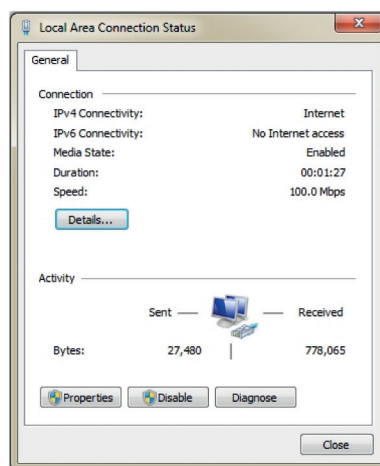 Local Area Connection Status
General
Connection
IPv4 Connectivity: Internet
IPv6 Connectivity: No Internet access
Media State: Enabled
Duration: 00:01:27
Speed: 100.0 Mbps
Details...
Activity
Sent Received
Bytes: 27,480 778,065
Properties Disable Diagnose
Close